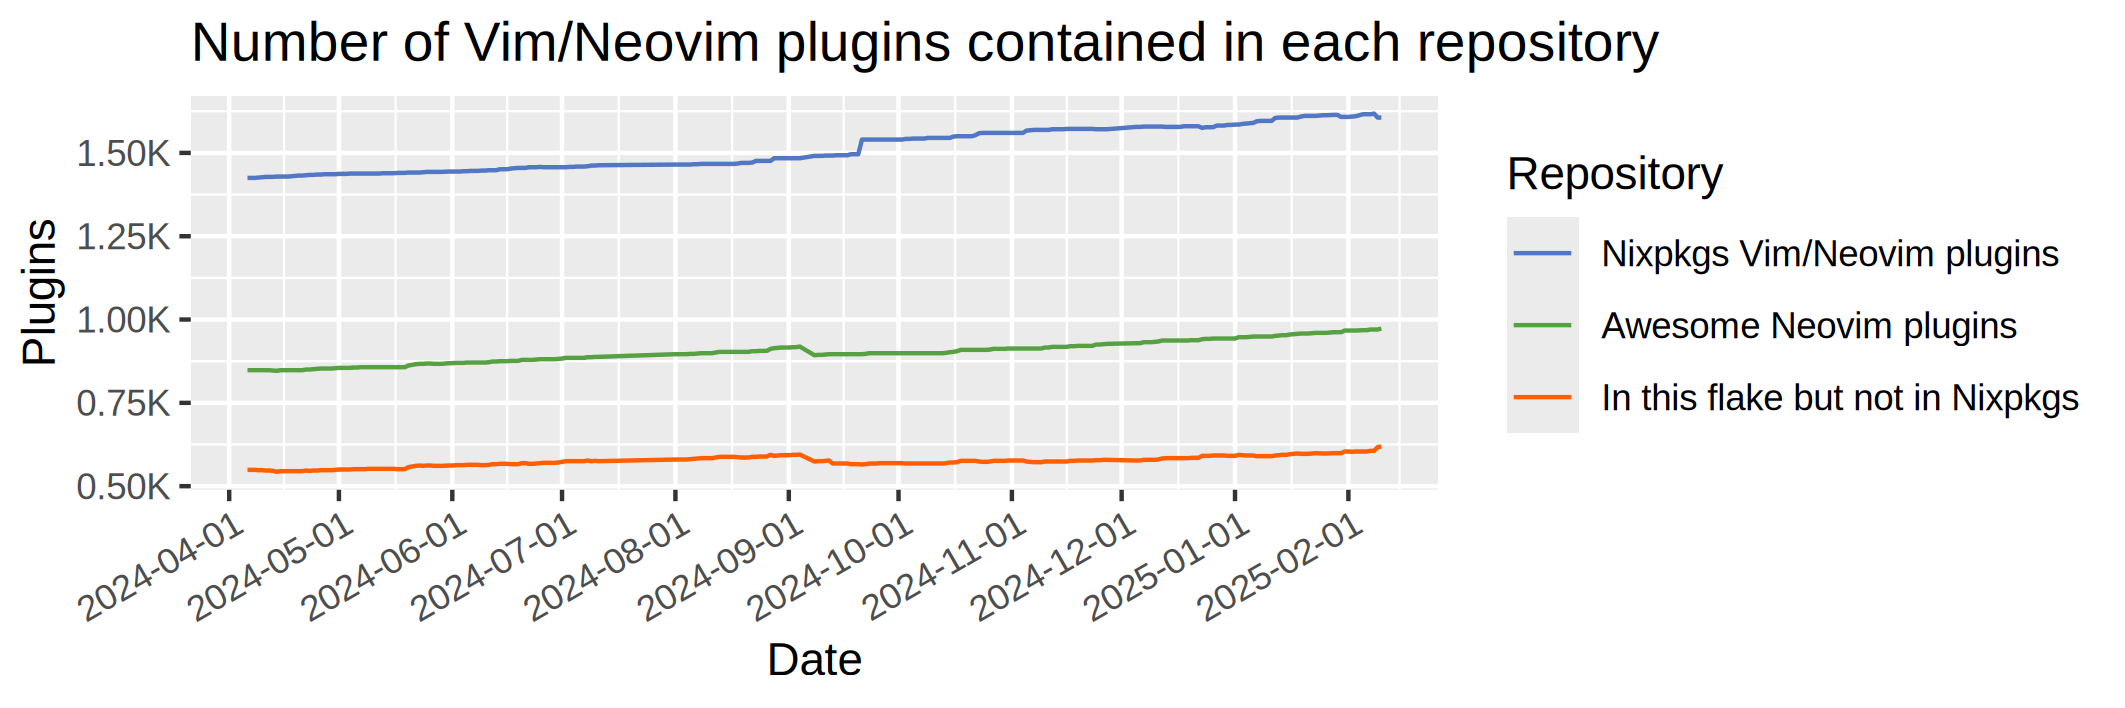 Number of Vim/Neovim plugins contained in each repository
Plugins
1.50K
1.25K
1.00K
0.75K
0.50K
2024-04-01
2024-05-01
2024-06-01
2024-07-01
2024-08-01
2024-09-01
2024-10-01
2024-11-01
2024-12-01
2025-01-01
2025-02-01
Date
Repository
Nixpkgs Vim/Neovim plugins
Awesome Neovim plugins
In this flake but not in Nixpkgs